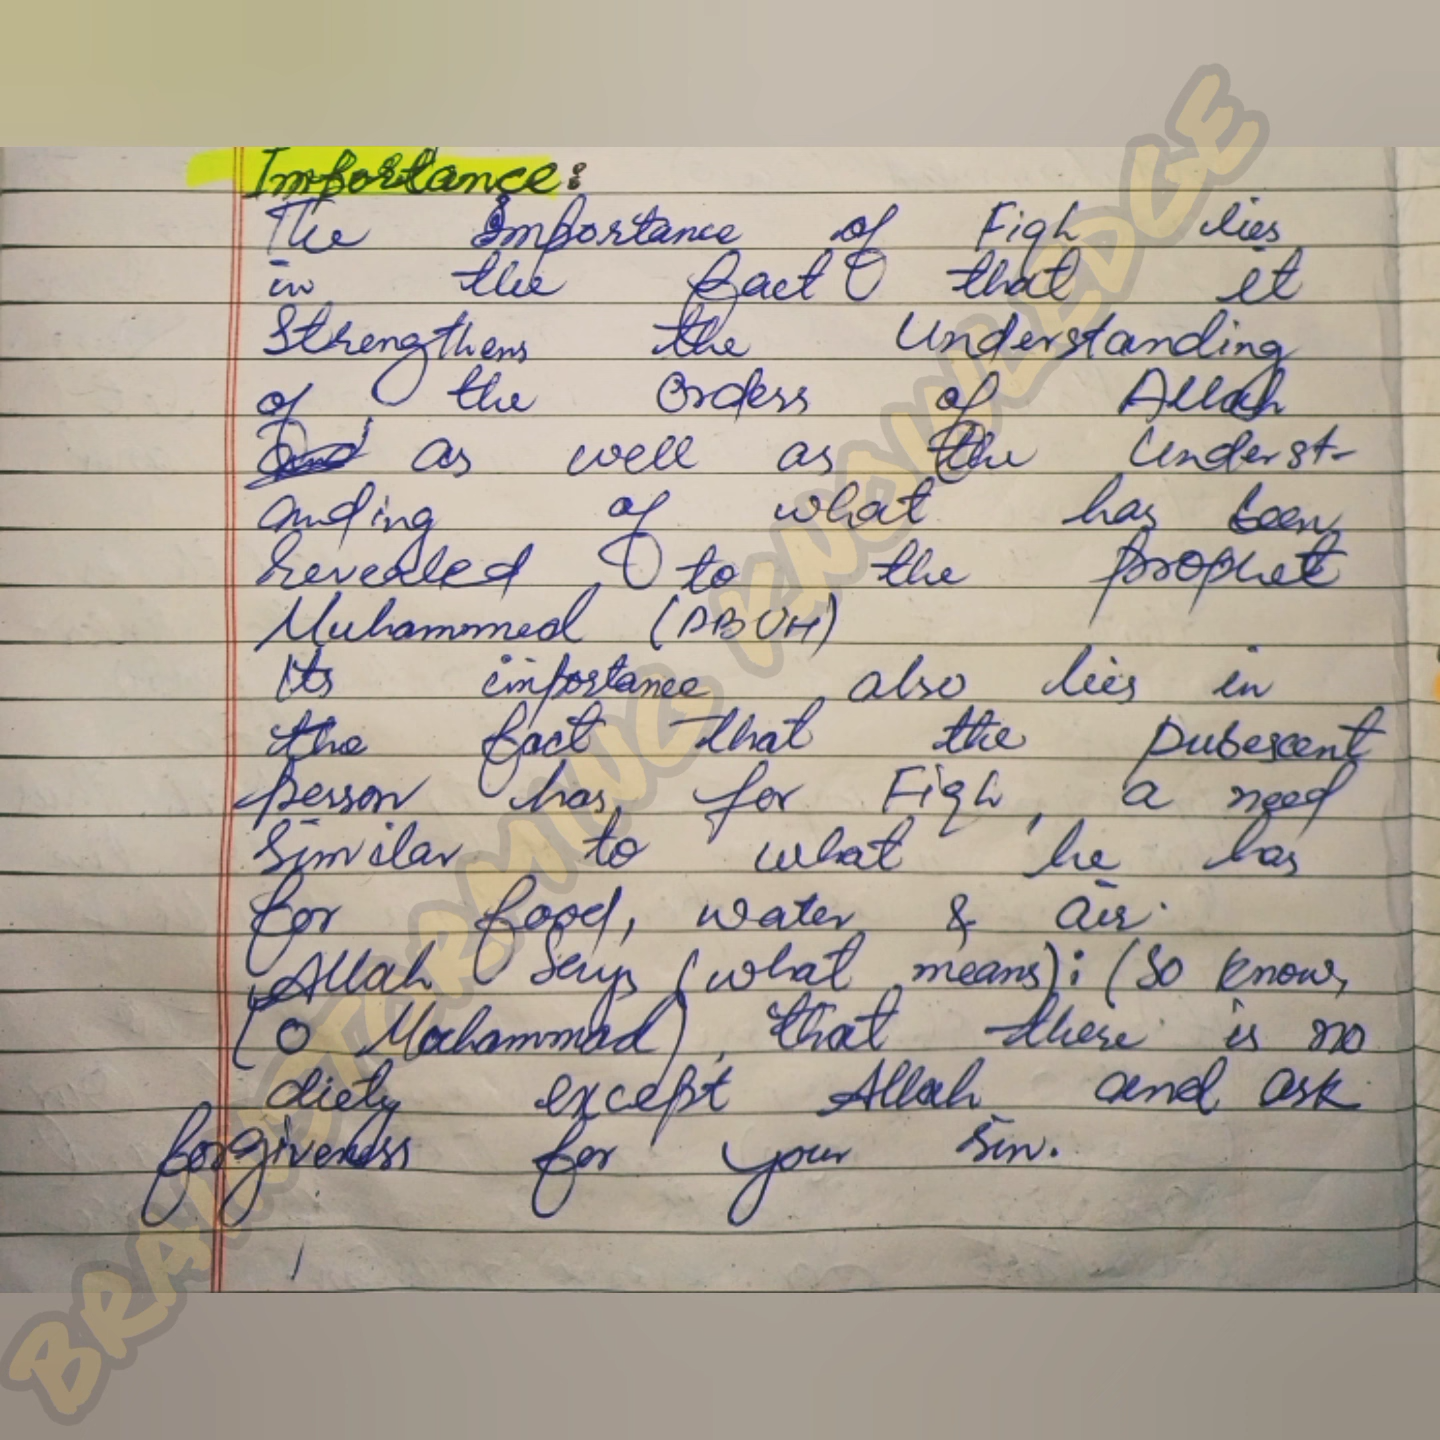 Importance:
The Importance of Fiqh lies
in the fact that it
Strengthens the Understanding
of the Orders of Allah
as well as the Underst-
anding of what has been
revealed to the prophet
Muhammed (PBUH)
Its importance also lies in
the fact that the Pubescent
person has, for Fiqh, a need
Similar to what he has
for food, water & air.
Allah Says (what means): (So know,
(O Mohammad), that there is no
diety except Allah and ask
forgiveness for your sin.
BRAINSTORMING KNOWLEDGE